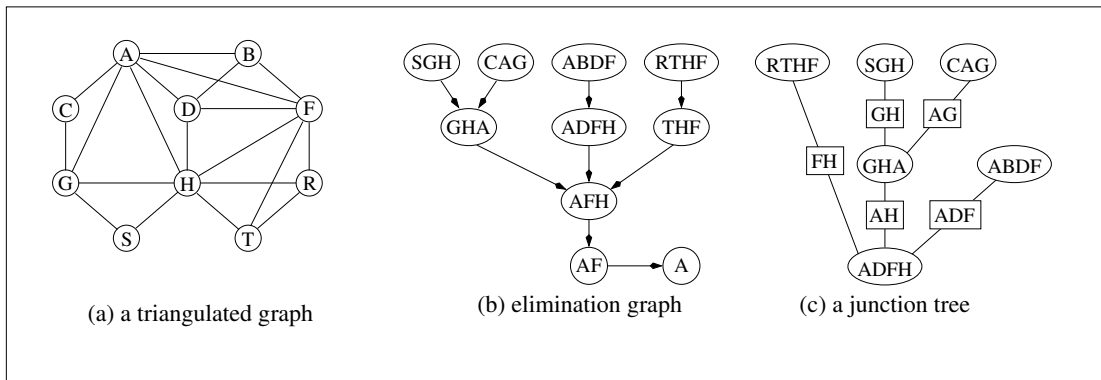 A
B
C
D
F
G
H
R
S
T
(a) a triangulated graph
SGH
CAG
ABDF
RTHF
GHA
ADFH
THF
AFH
AF
A
(b) elimination graph
RTHF
SGH
CAG
GH
AG
FH
GHA
ABDF
AH
ADF
ADFH
(c) a junction tree